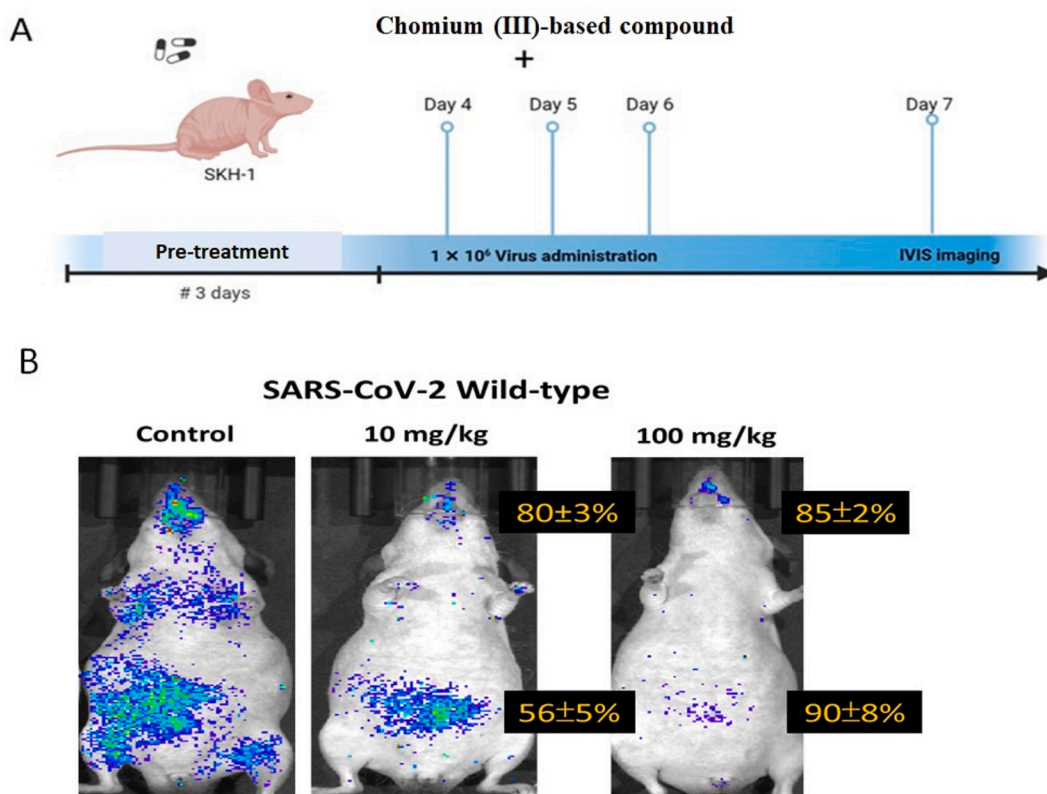 A
Chomium (III)-based compound
+
Day 4 Day 5 Day 6 Day 7
SKH-1
Pre-treatment 1 × 10⁶ Virus administration IVIS imaging
# 3 days
B
SARS-CoV-2 Wild-type
Control 10 mg/kg 100 mg/kg
80±3% 85±2%
56±5% 90±8%